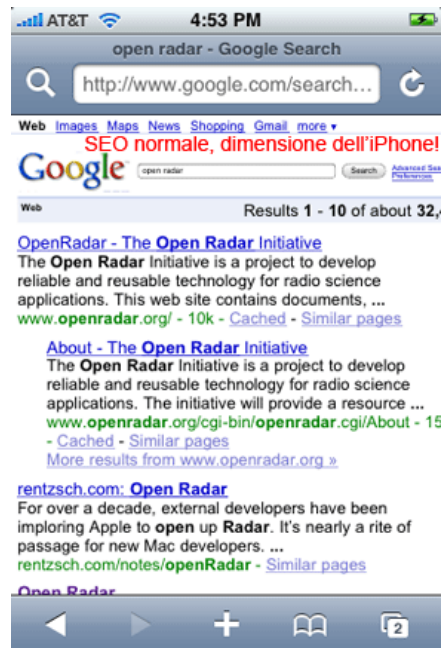 AT&T 4:53 PM
open radar - Google Search
http://www.google.com/search...
Web Images Maps News Shopping Gmail more ▾
SEO normale, dimensione dell'iPhone!
Google open radar Search Advanced Sea
Preferences
Web Results 1 - 10 of about 32,
OpenRadar - The Open Radar Initiative
The Open Radar Initiative is a project to develop
reliable and reusable technology for radio science
applications. This web site contains documents, ...
www.openradar.org/ - 10k - Cached - Similar pages
About - The Open Radar Initiative
The Open Radar Initiative is a project to develop
reliable and reusable technology for radio science
applications. The initiative will provide a resource ...
www.openradar.org/cgi-bin/openradar.cgi/About - 15
- Cached - Similar pages
More results from www.openradar.org »
rentzsch.com: Open Radar
For over a decade, external developers have been
imploring Apple to open up Radar. It's nearly a rite of
passage for new Mac developers. ...
rentzsch.com/notes/openRadar - Similar pages
Open Radar
2